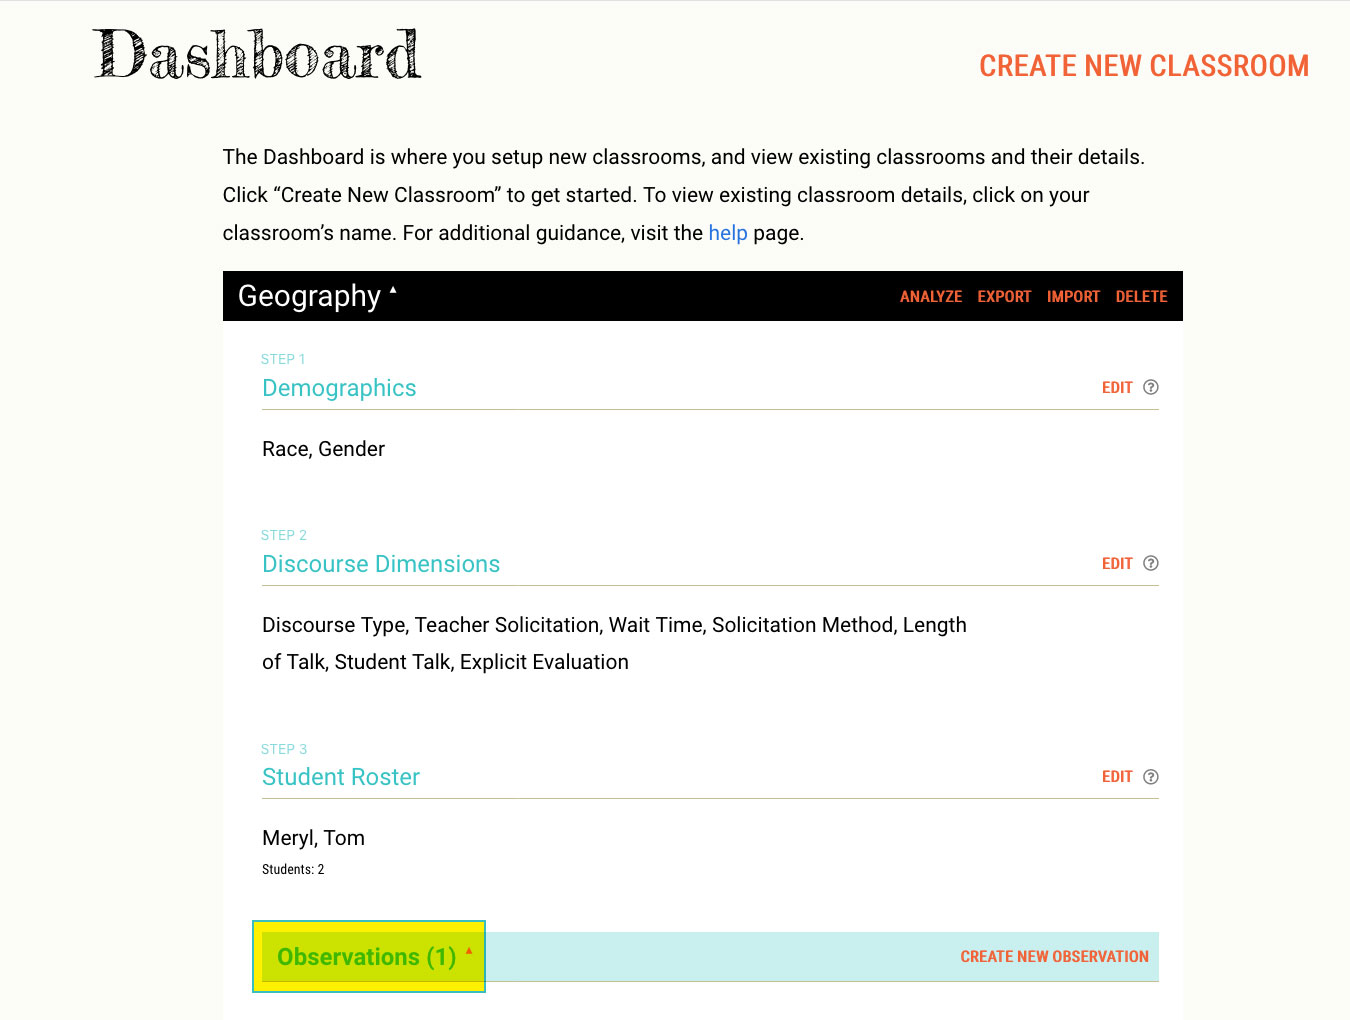 Dashboard
CREATE NEW CLASSROOM
The Dashboard is where you setup new classrooms, and view existing classrooms and their details.
Click “Create New Classroom” to get started. To view existing classroom details, click on your
classroom’s name. For additional guidance, visit the help page.
Geography ▲ ANALYZE EXPORT IMPORT DELETE
STEP 1
Demographics EDIT ?
Race, Gender
STEP 2
Discourse Dimensions EDIT ?
Discourse Type, Teacher Solicitation, Wait Time, Solicitation Method, Length
of Talk, Student Talk, Explicit Evaluation
STEP 3
Student Roster EDIT ?
Meryl, Tom
Students: 2
Observations (1) ▲ CREATE NEW OBSERVATION